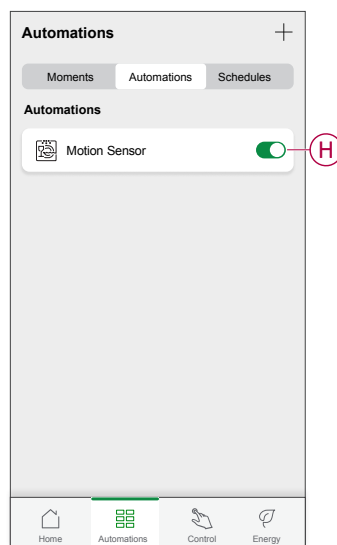 Automations
Moments Automations Schedules
Automations
Motion Sensor
H
Home Automations Control Energy